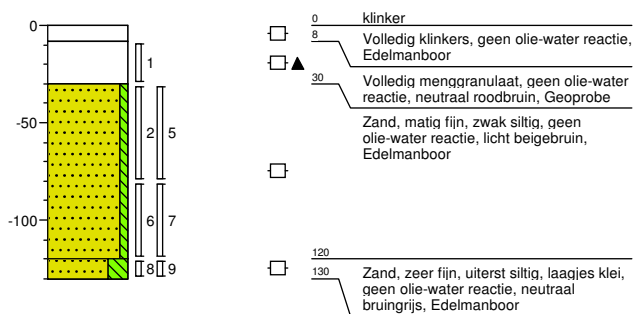 0
-50
-100
1
2
5
6
7
8
9
0
klinker
8
Volledig klinkers, geen olie-water reactie,
Edelmanboor
30
Volledig menggranulaat, geen olie-water
reactie, neutraal roodbruin, Geoprobe
Zand, matig fijn, zwak siltig, geen
olie-water reactie, licht beigebruin,
Edelmanboor
120
130
Zand, zeer fijn, uiterst siltig, laagjes klei,
geen olie-water reactie, neutraal
bruingrijs, Edelmanboor